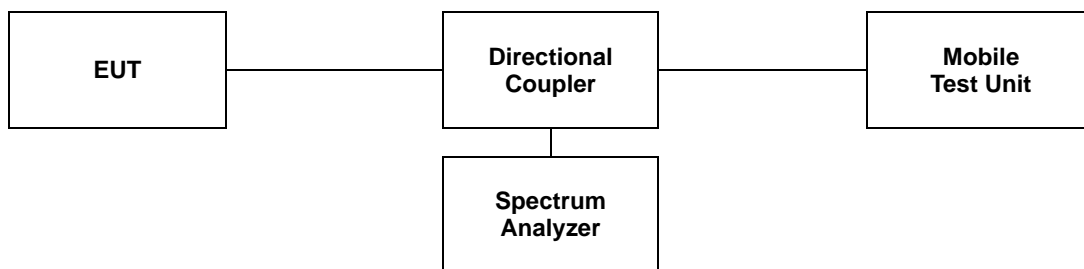 EUT
Directional
Coupler
Mobile
Test Unit
Spectrum
Analyzer